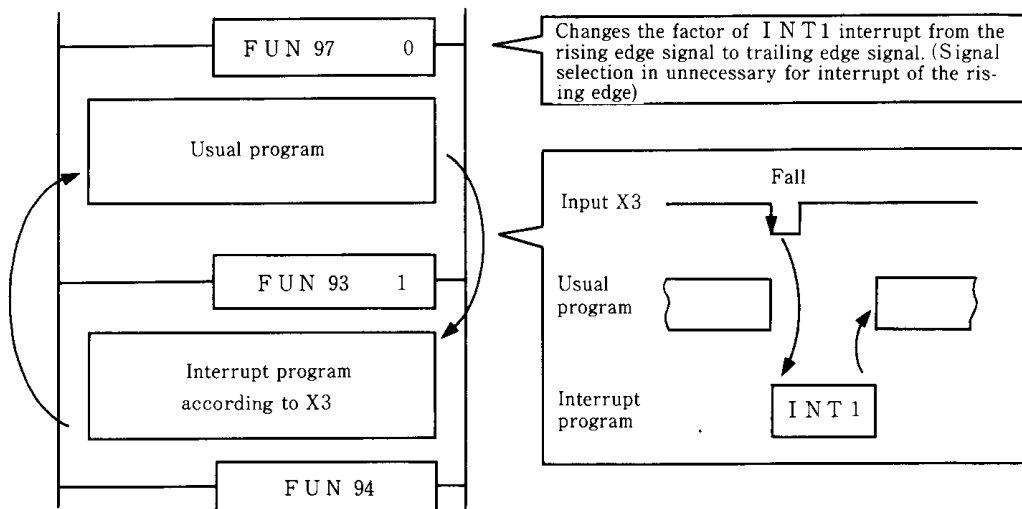 FUN 97 0
Changes the factor of INT1 interrupt from the
rising edge signal to trailing edge signal. (Signal
selection in unnecessary for interrupt of the ris-
ing edge)
Usual program
Fall
Input X3
FUN 93 1
Usual
program
Interrupt program
according to X3
Interrupt
program
INT1
FUN 94